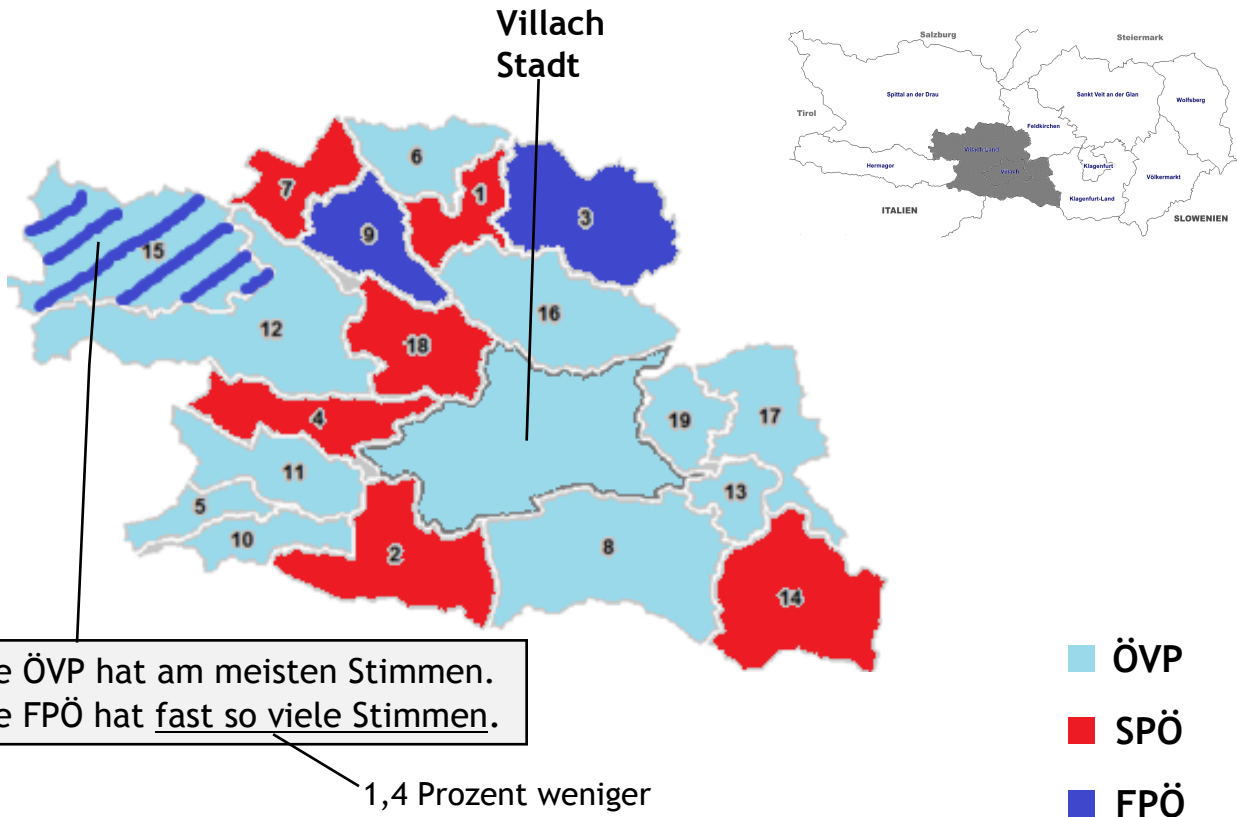 Villach
Stadt
Salzburg
Steiermark
Spittal an der Drau
Sankt Veit an der Glan
Wolfsberg
Tirol
Feldkirchen
Villach Land
Hermagor
Villach
Klagenfurt
Völkermarkt
Klagenfurt-Land
ITALIEN
SLOWENIEN
6
7
1
3
9
15
16
12
18
4
19
17
11
13
5
10
2
8
14
e ÖVP hat am meisten Stimmen.
e FPÖ hat fast so viele Stimmen.
1,4 Prozent weniger
ÖVP
SPÖ
FPÖ